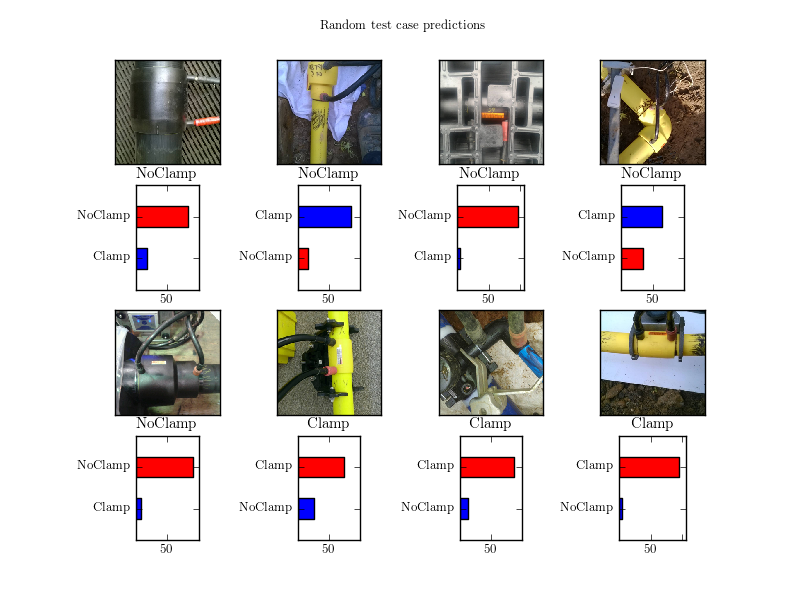 Random test case predictions
NoClamp NoClamp NoClamp NoClamp
NoClamp Clamp NoClamp Clamp
Clamp NoClamp Clamp NoClamp
50 50 50 50
NoClamp Clamp Clamp Clamp
NoClamp Clamp Clamp Clamp
Clamp NoClamp NoClamp NoClamp
50 50 50 50